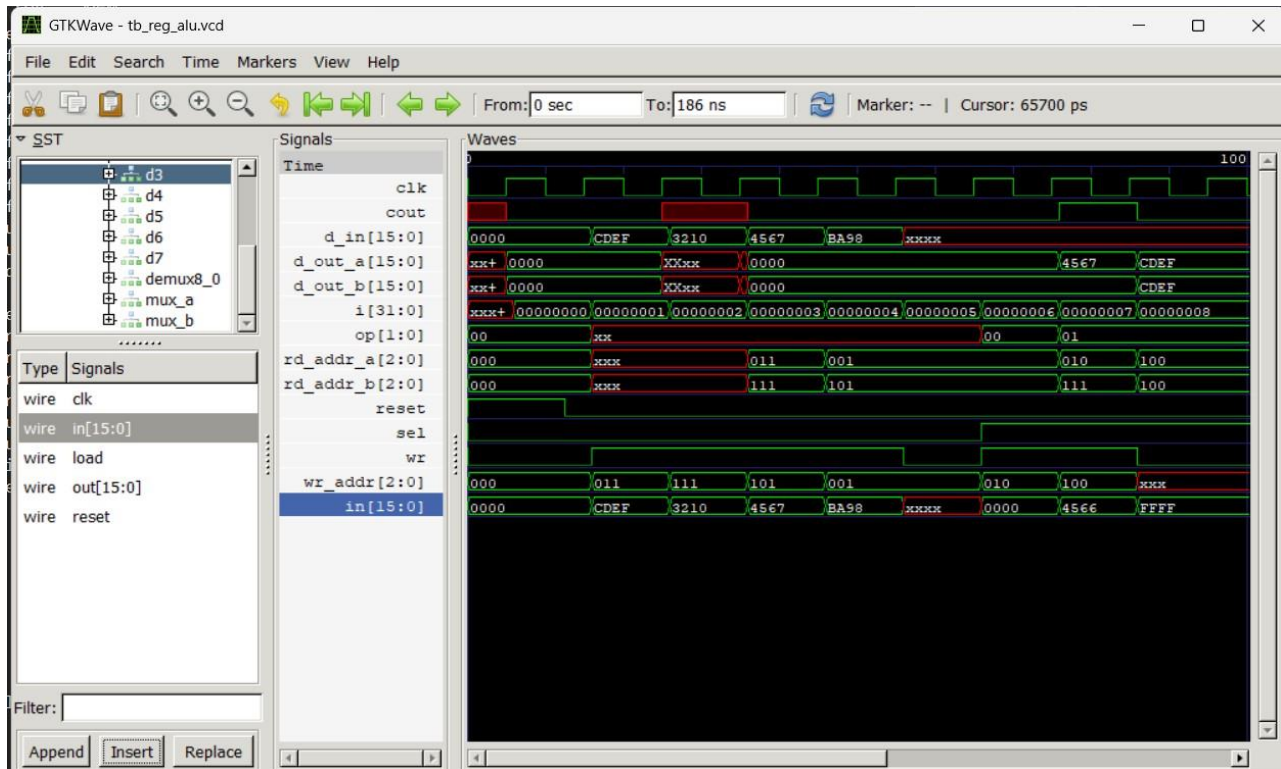 GTKWave - tb_reg_alu.vcd
File Edit Search Time Markers View Help
From: 0 sec To: 186 ns Marker: -- | Cursor: 65700 ps
SST
d3
d4
d5
d6
d7
demux8_0
mux_a
mux_b
Type Signals
wire clk
wire in[15:0]
wire load
wire out[15:0]
wire reset
Filter:
Append Insert Replace
Signals
Time
clk
cout
d_in[15:0]
d_out_a[15:0]
d_out_b[15:0]
i[31:0]
op[1:0]
rd_addr_a[2:0]
rd_addr_b[2:0]
reset
sel
wr
wr_addr[2:0]
in[15:0]
Waves
0 100
0000 CDEF 3210 4567 BA98 xxxx
xx+ 0000 XXxx 0000 4567 CDEF
xx+ 0000 XXxx 0000 CDEF
xxx+ 00000000 00000001 00000002 00000003 00000004 00000005 00000006 00000007 00000008
00 xx 00 01
000 xxx 011 001 010 100
000 xxx 111 101 111 100
000 011 111 101 001 010 100 xxx
0000 CDEF 3210 4567 BA98 xxxx 0000 4566 FFFF